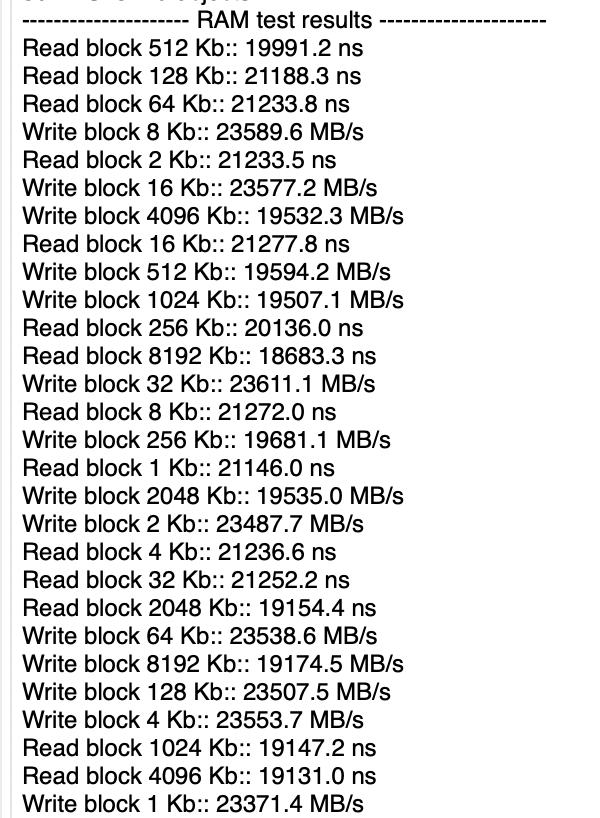 --------------------- RAM test results ---------------------
Read block 512 Kb:: 19991.2 ns
Read block 128 Kb:: 21188.3 ns
Read block 64 Kb:: 21233.8 ns
Write block 8 Kb:: 23589.6 MB/s
Read block 2 Kb:: 21233.5 ns
Write block 16 Kb:: 23577.2 MB/s
Write block 4096 Kb:: 19532.3 MB/s
Read block 16 Kb:: 21277.8 ns
Write block 512 Kb:: 19594.2 MB/s
Write block 1024 Kb:: 19507.1 MB/s
Read block 256 Kb:: 20136.0 ns
Read block 8192 Kb:: 18683.3 ns
Write block 32 Kb:: 23611.1 MB/s
Read block 8 Kb:: 21272.0 ns
Write block 256 Kb:: 19681.1 MB/s
Read block 1 Kb:: 21146.0 ns
Write block 2048 Kb:: 19535.0 MB/s
Write block 2 Kb:: 23487.7 MB/s
Read block 4 Kb:: 21236.6 ns
Read block 32 Kb:: 21252.2 ns
Read block 2048 Kb:: 19154.4 ns
Write block 64 Kb:: 23538.6 MB/s
Write block 8192 Kb:: 19174.5 MB/s
Write block 128 Kb:: 23507.5 MB/s
Write block 4 Kb:: 23553.7 MB/s
Read block 1024 Kb:: 19147.2 ns
Read block 4096 Kb:: 19131.0 ns
Write block 1 Kb:: 23371.4 MB/s